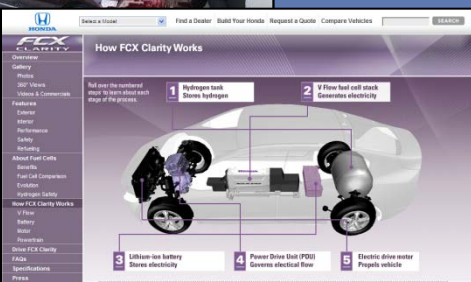 HONDA
Select a Model
Find a Dealer Build Your Honda Request a Quote Compare Vehicles
SEARCH
FCX
CLARITY
How FCX Clarity Works
Overview
Gallery
Photos
360° Views
Videos & Commercials
Features
Exterior
Interior
Performance
Safety
Refueling
About Fuel Cells
Benefits
Fuel Cell Comparison
Evolution
Hydrogen Safety
How FCX Clarity Works
V Flow
Battery
Motor
Powertrain
Drive FCX Clarity
FAQs
Specifications
Press
Roll over the numbered
steps to learn about each
stage of the process.
1 Hydrogen tank
Stores hydrogen
2 V Flow fuel cell stack
Generates electricity
3 Lithium-ion battery
Stores electricity
4 Power Drive Unit (PDU)
Governs electrical flow
5 Electric drive motor
Propels vehicle